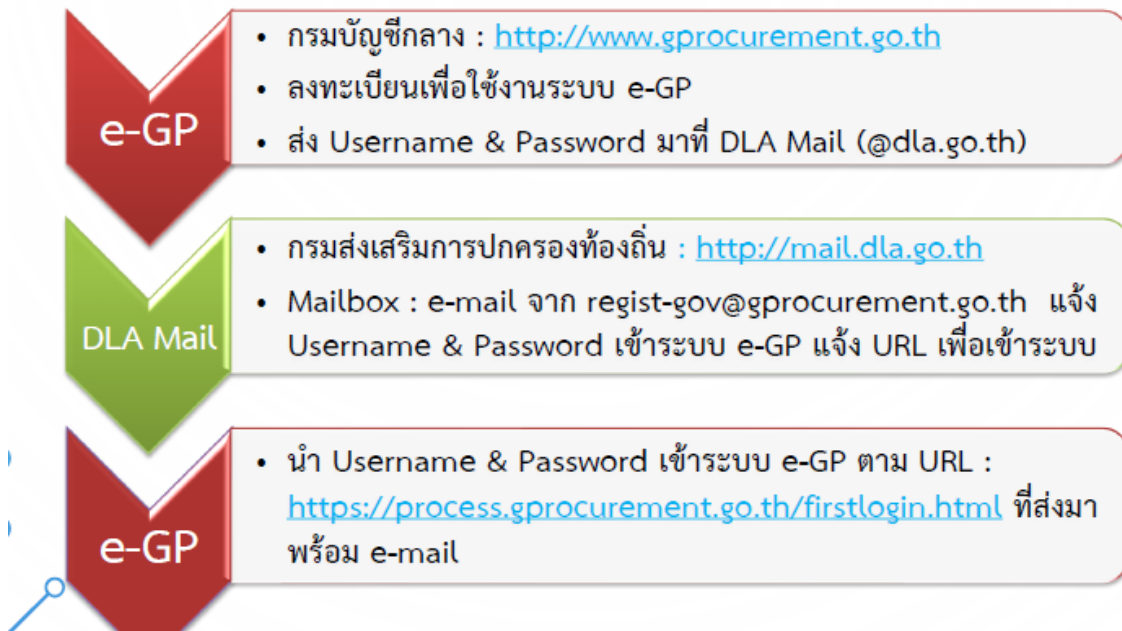 e-GP
• กรมบัญชีกลาง : http://www.gprocurement.go.th
• ลงทะเบียนเพื่อใช้งานระบบ e-GP
• ส่ง Username & Password มาที่ DLA Mail (@dla.go.th)
DLA Mail
• กรมส่งเสริมการปกครองท้องถิ่น : http://mail.dla.go.th
• Mailbox : e-mail จาก regist-gov@gprocurement.go.th แจ้ง
Username & Password เข้าระบบ e-GP แจ้ง URL เพื่อเข้าระบบ
e-GP
• นำ Username & Password เข้าระบบ e-GP ตาม URL :
https://process.gprocurement.go.th/firstlogin.html ที่ส่งมา
พร้อม e-mail